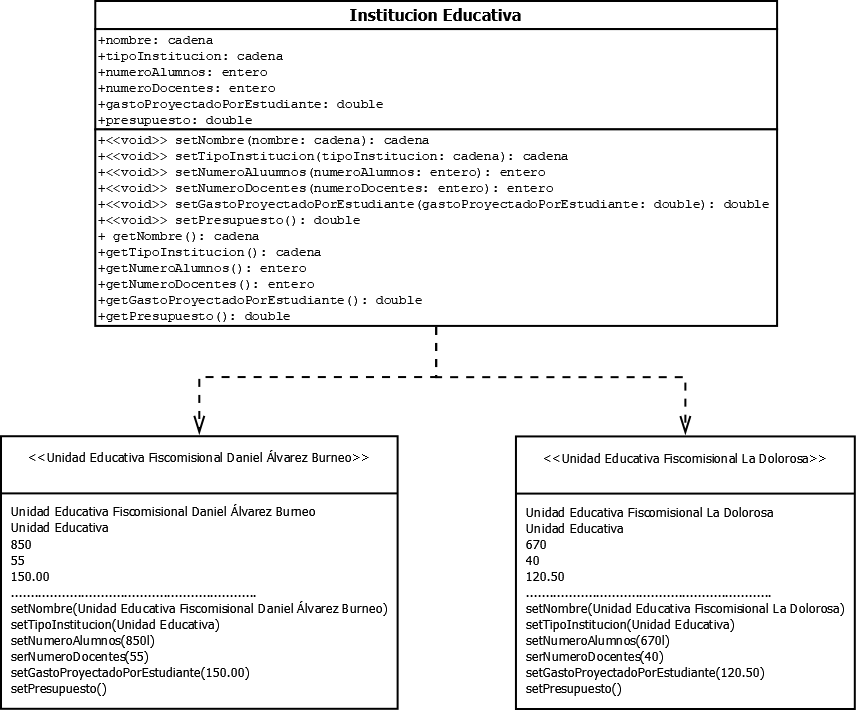 Institucion Educativa
+nombre: cadena
+tipoInstitucion: cadena
+numeroAlumnos: entero
+numeroDocentes: entero
+gastoProyectadoPorEstudiante: double
+presupuesto: double
+<<void>> setNombre(nombre: cadena): cadena
+<<void>> setTipoInstitucion(tipoInstitucion: cadena): cadena
+<<void>> setNumeroAluumnos(numeroAlumnos: entero): entero
+<<void>> setNumeroDocentes(numeroDocentes: entero): entero
+<<void>> setGastoProyectadoPorEstudiante(gastoProyectadoPorEstudiante: double): double
+<<void>> setPresupuesto(): double
+ getNombre(): cadena
+getTipoInstitucion(): cadena
+getNumeroAlumnos(): entero
+getNumeroDocentes(): entero
+getGastoProyectadoPorEstudiante(): double
+getPresupuesto(): double
<<Unidad Educativa Fiscomisional Daniel Álvarez Burneo>>
Unidad Educativa Fiscomisional Daniel Álvarez Burneo
Unidad Educativa
850
55
150.00
..............................................................
setNombre(Unidad Educativa Fiscomisional Daniel Álvarez Burneo)
setTipoInstitucion(Unidad Educativa)
setNumeroAlumnos(850l)
serNumeroDocentes(55)
setGastoProyectadoPorEstudiante(150.00)
setPresupuesto()
<<Unidad Educativa Fiscomisional La Dolorosa>>
Unidad Educativa Fiscomisional La Dolorosa
Unidad Educativa
670
40
120.50
..............................................................
setNombre(Unidad Educativa Fiscomisional La Dolorosa)
setTipoInstitucion(Unidad Educativa)
setNumeroAlumnos(670l)
serNumeroDocentes(40)
setGastoProyectadoPorEstudiante(120.50)
setPresupuesto()